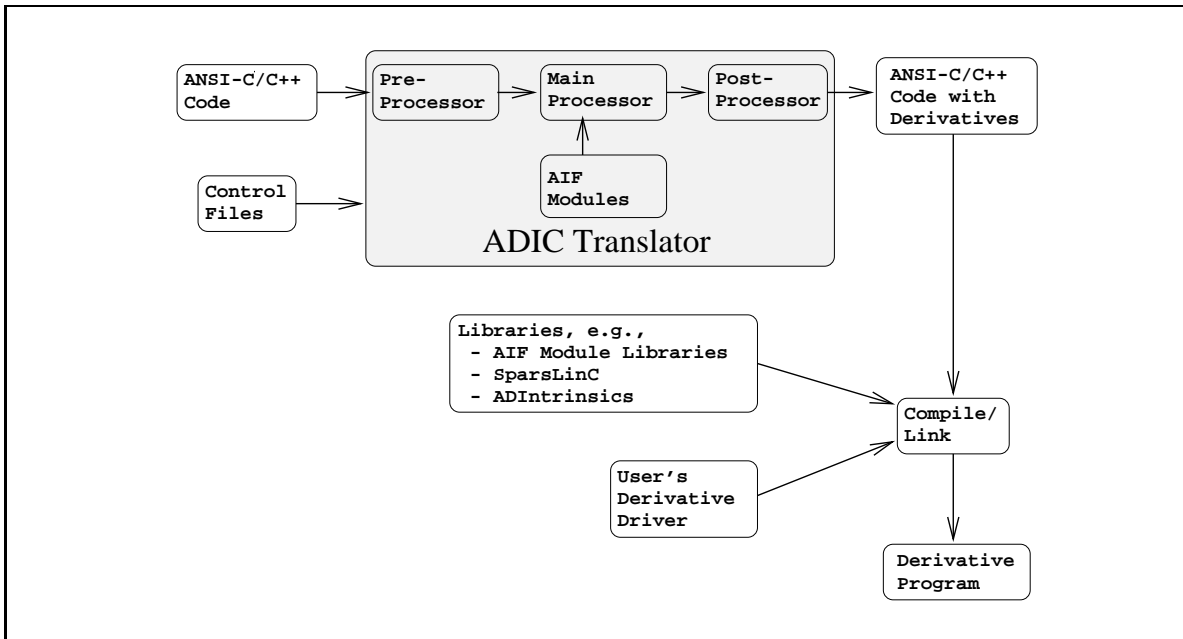 ANSI-C/C++
Code
Pre-
Processor
Main
Processor
Post-
Processor
ANSI-C/C++
Code with
Derivatives
Control
Files
AIF
Modules
ADIC Translator
Libraries, e.g.,
- AIF Module Libraries
- SparsLinC
- ADIntrinsics
Compile/
Link
User's
Derivative
Driver
Derivative
Program